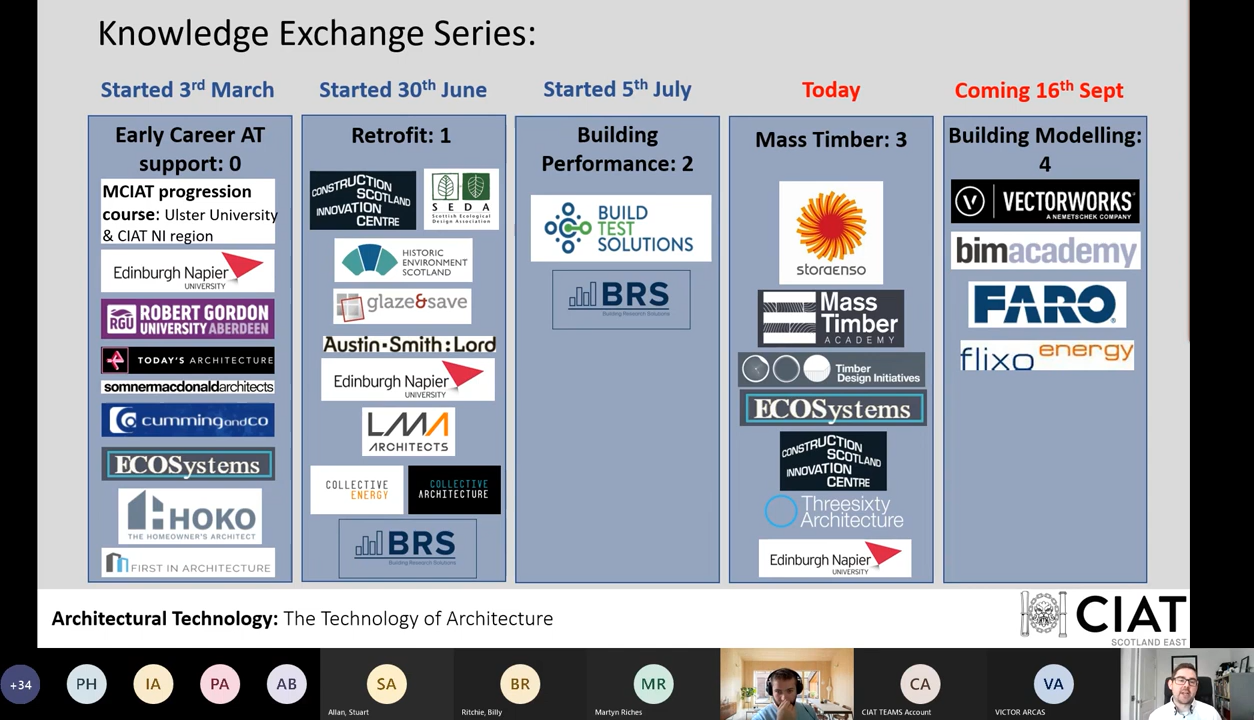 Knowledge Exchange Series:
Started 3rd March
Early Career AT
support: 0
MCIAT progression
course: Ulster University
& CIAT NI region
Edinburgh Napier
UNIVERSITY
RGU
ROBERT GORDON
UNIVERSITY ABERDEEN
TODAY'S ARCHITECTURE
somnermacdonaldarchitects
cummingandco
ECOSystems
HOKO
THE HOMEOWNER'S ARCHITECT
FIRST IN ARCHITECTURE
Started 30th June
Retrofit: 1
CONSTRUCTION
SCOTLAND
INNOVATION
CENTRE
SEDA
Scottish Ecological
Design Association
HISTORIC
ENVIRONMENT
SCOTLAND
glaze&save
Austin-Smith:Lord
Edinburgh Napier
UNIVERSITY
LMA
ARCHITECTS
COLLECTIVE
ENERGY
COLLECTIVE
ARCHITECTURE
BRS
Building Research Solutions
Started 5th July
Building
Performance: 2
BUILD
TEST
SOLUTIONS
BRS
Building Research Solutions
Today
Mass Timber: 3
storaenso
Mass
Timber
ACADEMY
Timber
Design Initiatives
ECOSystems
CONSTRUCTION
SCOTLAND
INNOVATION
CENTRE
Threesixty
Architecture
Edinburgh Napier
UNIVERSITY
Coming 16th Sept
Building Modelling:
4
V VECTORWORKS
A NEMETSCHEK COMPANY
bimacademy
FARO®
flixo energy
Architectural Technology: The Technology of Architecture
CIAT
SCOTLAND EAST
+34
PH
IA
PA
AB
SA
Allan, Stuart
BR
Ritchie, Billy
MR
Martyn Riches
CA
CIAT TEAMS Account
VA
VICTOR ARCAS